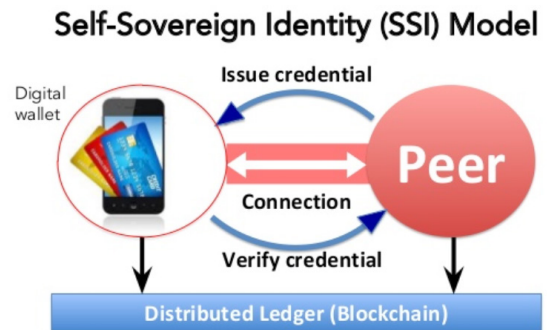 Self-Sovereign Identity (SSI) Model
Issue credential
Digital
wallet
Peer
Connection
Verify credential
Distributed Ledger (Blockchain)